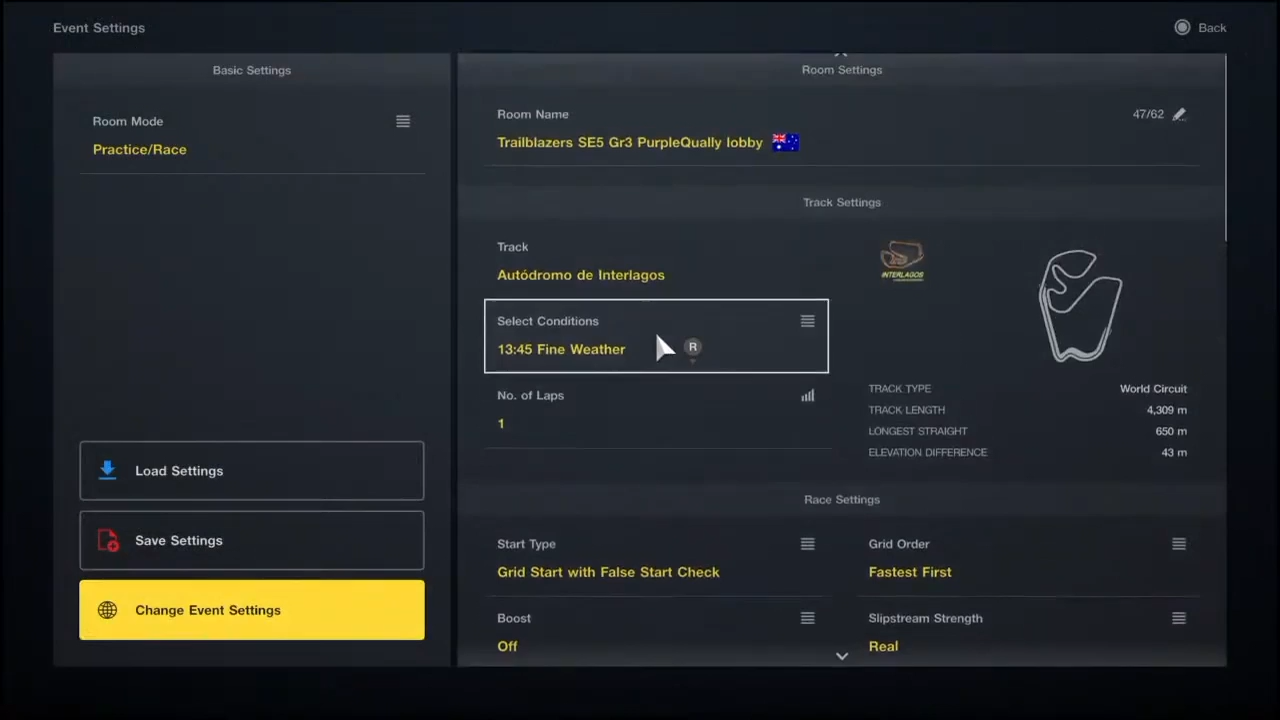 Event Settings
Back
Basic Settings
Room Mode
Practice/Race
Load Settings
Save Settings
Change Event Settings
Room Settings
Room Name
47/62
Trailblazers SE5 Gr3 PurpleQually lobby
Track Settings
Track
Autódromo de Interlagos
INTERLAGOS
Select Conditions
13:45 Fine Weather
R
No. of Laps
1
TRACK TYPE World Circuit
TRACK LENGTH 4,309 m
LONGEST STRAIGHT 650 m
ELEVATION DIFFERENCE 43 m
Race Settings
Start Type
Grid Start with False Start Check
Grid Order
Fastest First
Boost
Off
Slipstream Strength
Real